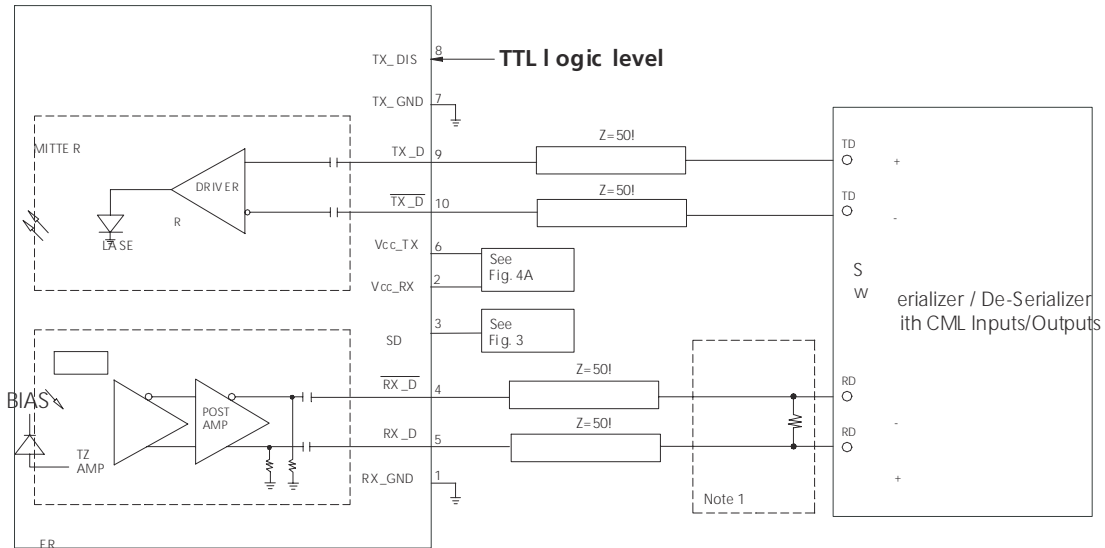 8
TX_DIS
TTL logic level
TX_GND
7
MITTE R
TX_D
9
Z=50!
TD
+
DRIVER
R
TX_D
10
Z=50!
TD
-
LASE
Vcc_TX
6
See
Fig. 4A
Vcc_RX
2
S
W
erializer / De-Serializer
ith CML Inputs/Outputs
SD
3
See
Fig. 3
BIAS
TZ
AMP
POST
AMP
RX_D
4
Z=50!
RD
-
RX_D
5
Z=50!
RD
+
RX_GND
1
Note 1
ER